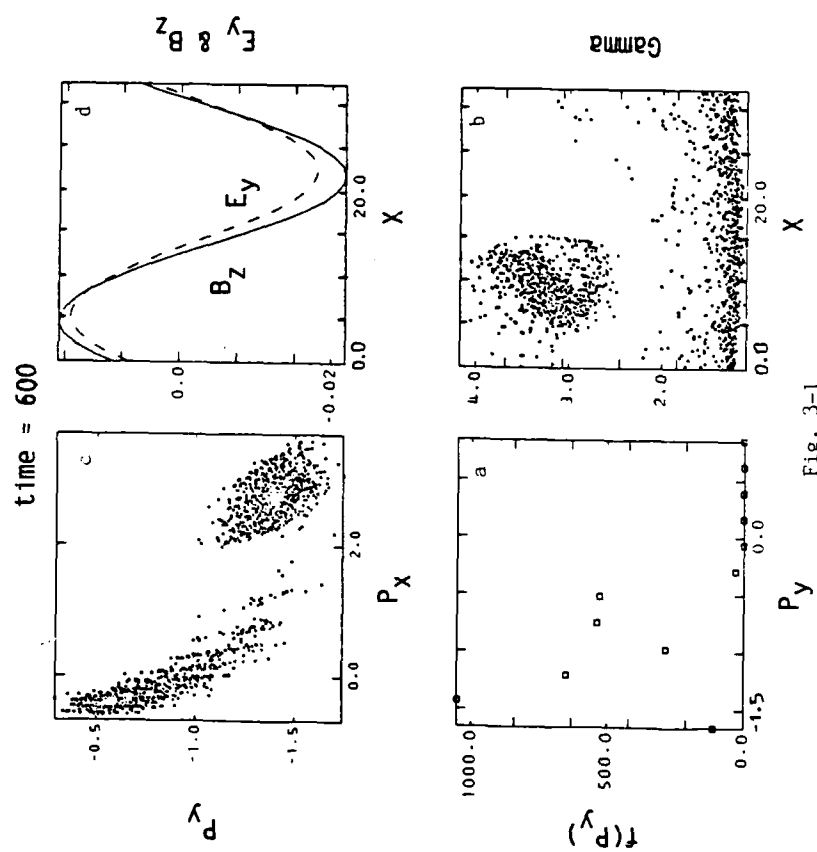 time = 600
c
P_y
-0.5
-1.0
-1.5
0.0
2.0
P_X
d
B_Z
E_y
0.0
-0.02
0.0
20.0
X
E_y & B_Z
a
f(P_y)
1000.0
500.0
0.0
-1.5
0.0
P_y
b
4.0
3.0
2.0
0.0
20.0
X
Gamma
Fig. 3-1